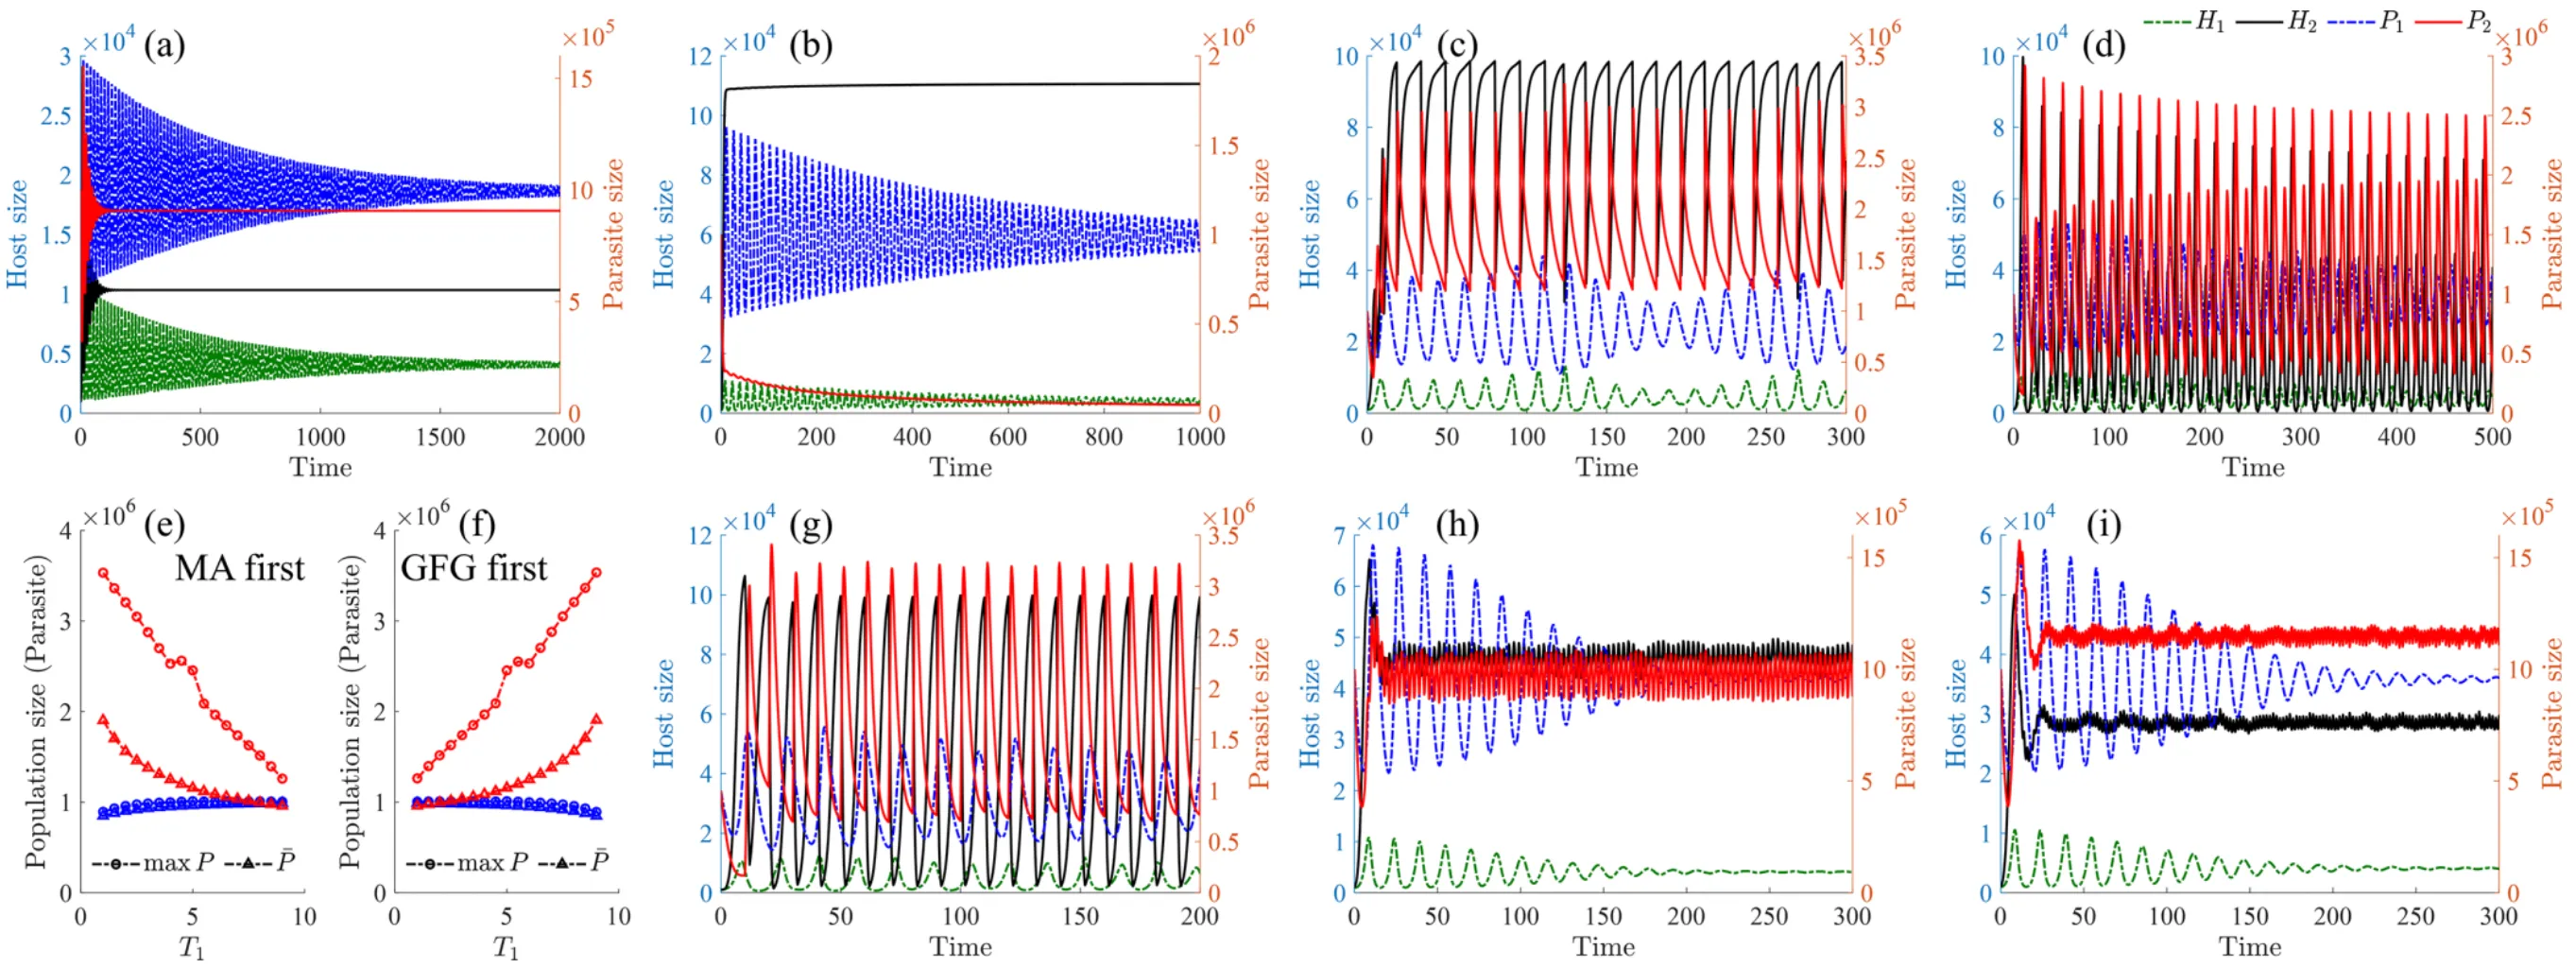 H₁ H₂ P₁ P₂
(a)
×10⁴
×10⁵
3
2.5
2
1.5
1
0.5
0
Host size
15
10
5
0
Parasite size
0 500 1000 1500 2000
Time
(b)
×10⁴
×10⁶
12
10
8
6
4
2
0
Host size
2
1.5
1
0.5
0
Parasite size
0 200 400 600 800 1000
Time
(c)
×10⁴
×10⁶
10
8
6
4
2
0
Host size
3.5
3
2.5
2
1.5
1
0.5
0
Parasite size
0 50 100 150 200 250 300
Time
(d)
×10⁴
×10⁶
10
8
6
4
2
0
Host size
3
2.5
2
1.5
1
0.5
0
Parasite size
0 100 200 300 400 500
Time
(e)
×10⁶
MA first
4
3
2
1
0
Population size (Parasite)
max P P̄
0 5 10
T₁
(f)
×10⁶
GFG first
4
3
2
1
0
Population size (Parasite)
max P P̄
0 5 10
T₁
(g)
×10⁴
×10⁶
12
10
8
6
4
2
0
Host size
3.5
3
2.5
2
1.5
1
0.5
0
Parasite size
0 50 100 150 200
Time
(h)
×10⁴
×10⁵
7
6
5
4
3
2
1
0
Host size
15
10
5
0
Parasite size
0 50 100 150 200 250 300
Time
(i)
×10⁴
×10⁵
6
5
4
3
2
1
0
Host size
15
10
5
0
Parasite size
0 50 100 150 200 250 300
Time